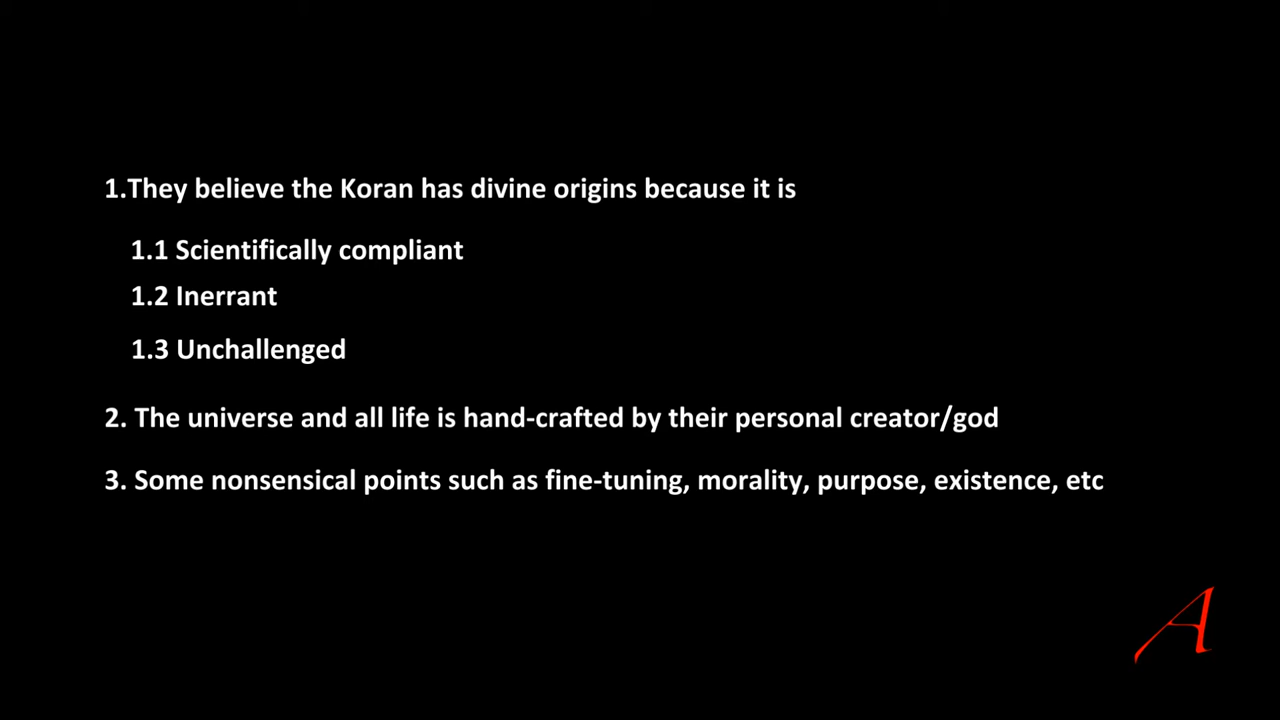 1.They believe the Koran has divine origins because it is
1.1 Scientifically compliant
1.2 Inerrant
1.3 Unchallenged
2. The universe and all life is hand-crafted by their personal creator/god
3. Some nonsensical points such as fine-tuning, morality, purpose, existence, etc
A